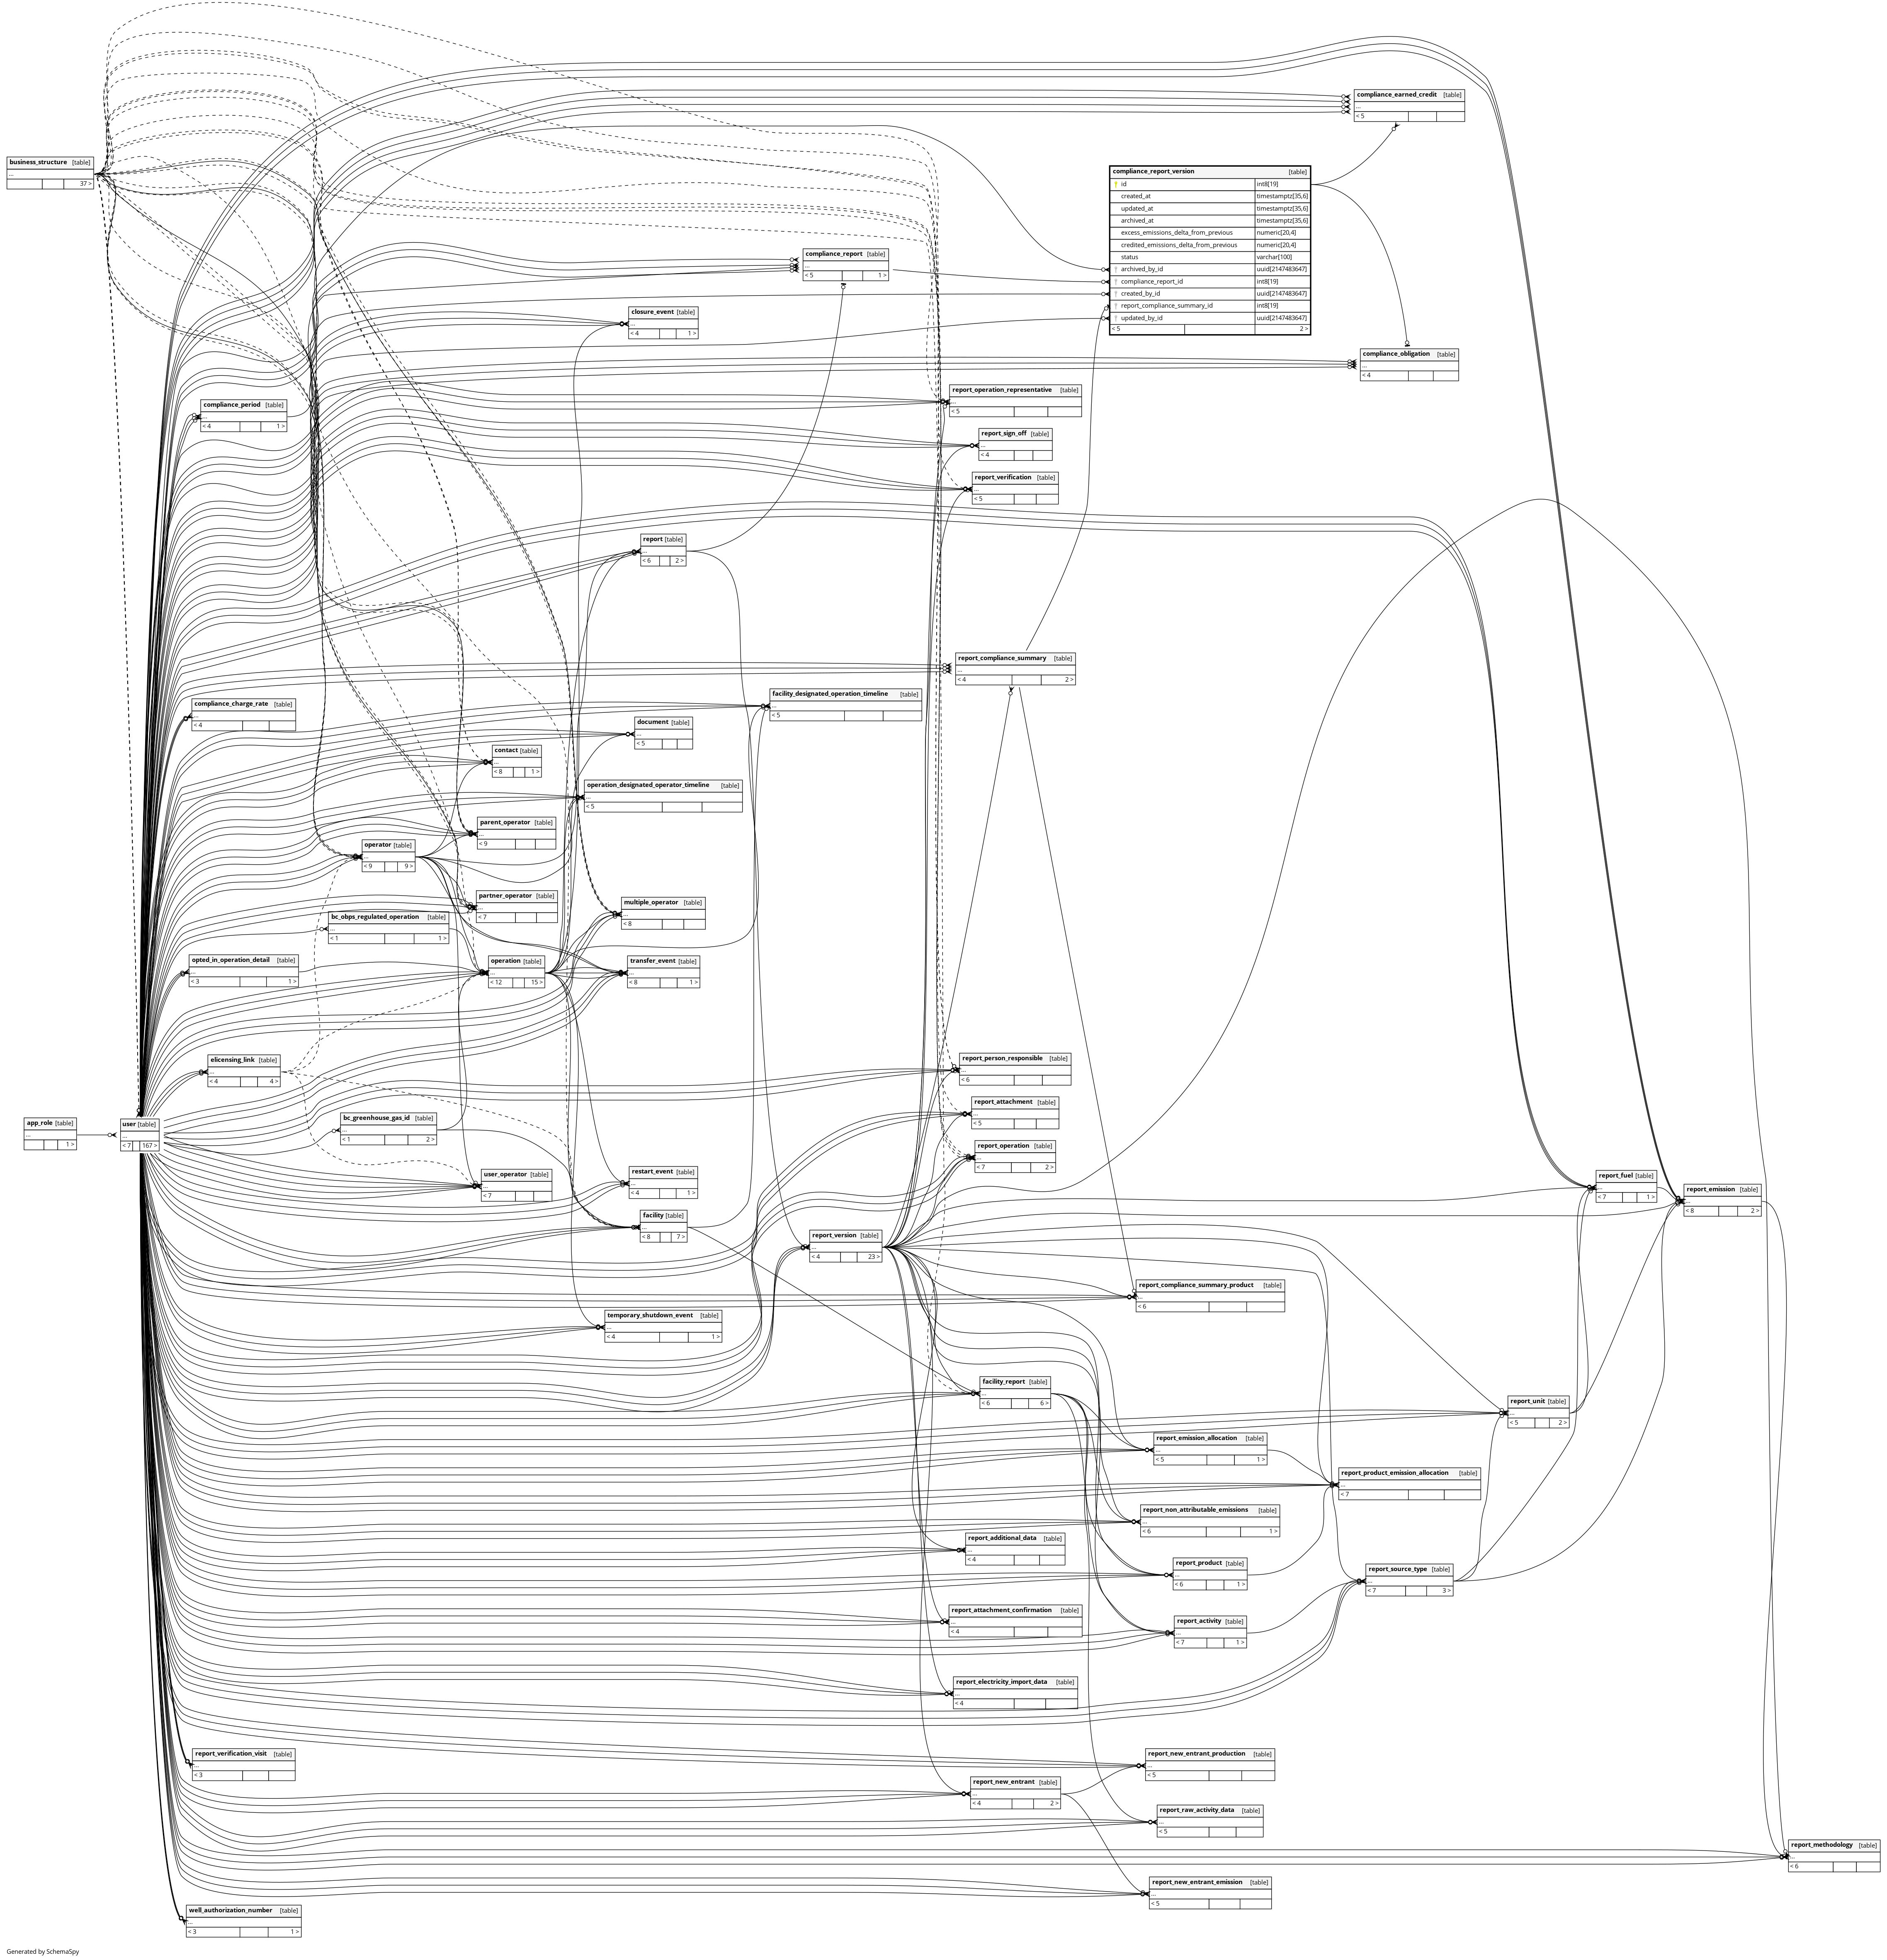 compliance_earned_credit [table]
...
< 5
business_structure [table]
...
37 >
compliance_report_version [table]
id int8[19]
created_at timestamptz[35,6]
updated_at timestamptz[35,6]
archived_at timestamptz[35,6]
excess_emissions_delta_from_previous numeric[20,4]
credited_emissions_delta_from_previous numeric[20,4]
status varchar[100]
archived_by_id uuid[2147483647]
compliance_report_id int8[19]
created_by_id uuid[2147483647]
report_compliance_summary_id int8[19]
updated_by_id uuid[2147483647]
< 5 2 >
compliance_report [table]
...
< 5 1 >
closure_event [table]
...
< 4 1 >
compliance_obligation [table]
...
< 4
report_operation_representative [table]
...
< 5
compliance_period [table]
...
< 4 1 >
report_sign_off [table]
...
< 4
report_verification [table]
...
< 5
report [table]
...
< 6 2 >
report_compliance_summary [table]
...
< 4 2 >
facility_designated_operation_timeline [table]
...
< 5
compliance_charge_rate [table]
...
< 4
document [table]
...
< 5
contact [table]
...
< 8 1 >
operation_designated_operator_timeline [table]
...
< 5
parent_operator [table]
...
< 9
operator [table]
...
< 9 9 >
partner_operator [table]
...
< 7
multiple_operator [table]
...
< 8
bc_obps_regulated_operation [table]
...
< 1 1 >
opted_in_operation_detail [table]
...
< 3 1 >
operation [table]
...
< 12 15 >
transfer_event [table]
...
< 8 1 >
elicensing_link [table]
...
< 4 4 >
report_person_responsible [table]
...
< 6
report_attachment [table]
...
< 5
app_role [table]
...
1 >
user [table]
...
< 7 167 >
bc_greenhouse_gas_id [table]
...
< 1 2 >
report_operation [table]
...
< 7 2 >
user_operator [table]
...
< 7
restart_event [table]
...
< 4 1 >
report_fuel [table]
...
< 7 1 >
report_emission [table]
...
< 8 2 >
facility [table]
...
< 8 7 >
report_version [table]
...
< 4 23 >
report_compliance_summary_product [table]
...
< 6
temporary_shutdown_event [table]
...
< 4 1 >
facility_report [table]
...
< 6 6 >
report_unit [table]
...
< 5 2 >
report_emission_allocation [table]
...
< 5 1 >
report_product_emission_allocation [table]
...
< 7
report_non_attributable_emissions [table]
...
< 6 1 >
report_additional_data [table]
...
< 4
report_product [table]
...
< 6 1 >
report_source_type [table]
...
< 7 3 >
report_attachment_confirmation [table]
...
< 4
report_activity [table]
...
< 7 1 >
report_electricity_import_data [table]
...
< 4
report_verification_visit [table]
...
< 3
report_new_entrant_production [table]
...
< 5
report_new_entrant [table]
...
< 4 2 >
report_raw_activity_data [table]
...
< 5
report_methodology [table]
...
< 6
report_new_entrant_emission [table]
...
< 5
well_authorization_number [table]
...
< 3 1 >
Generated by SchemaSpy